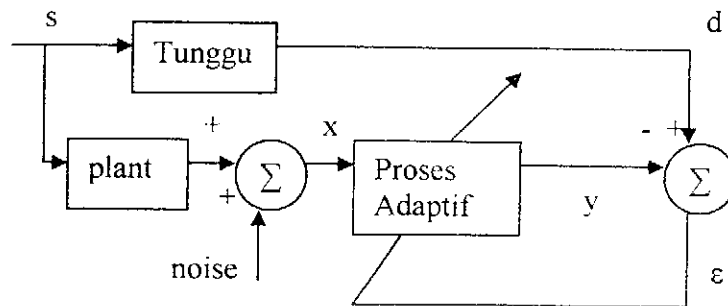 s
d
Tunggu
+
x
- +
plant
Σ
+
Proses
Adaptif
y
Σ
noise
ε